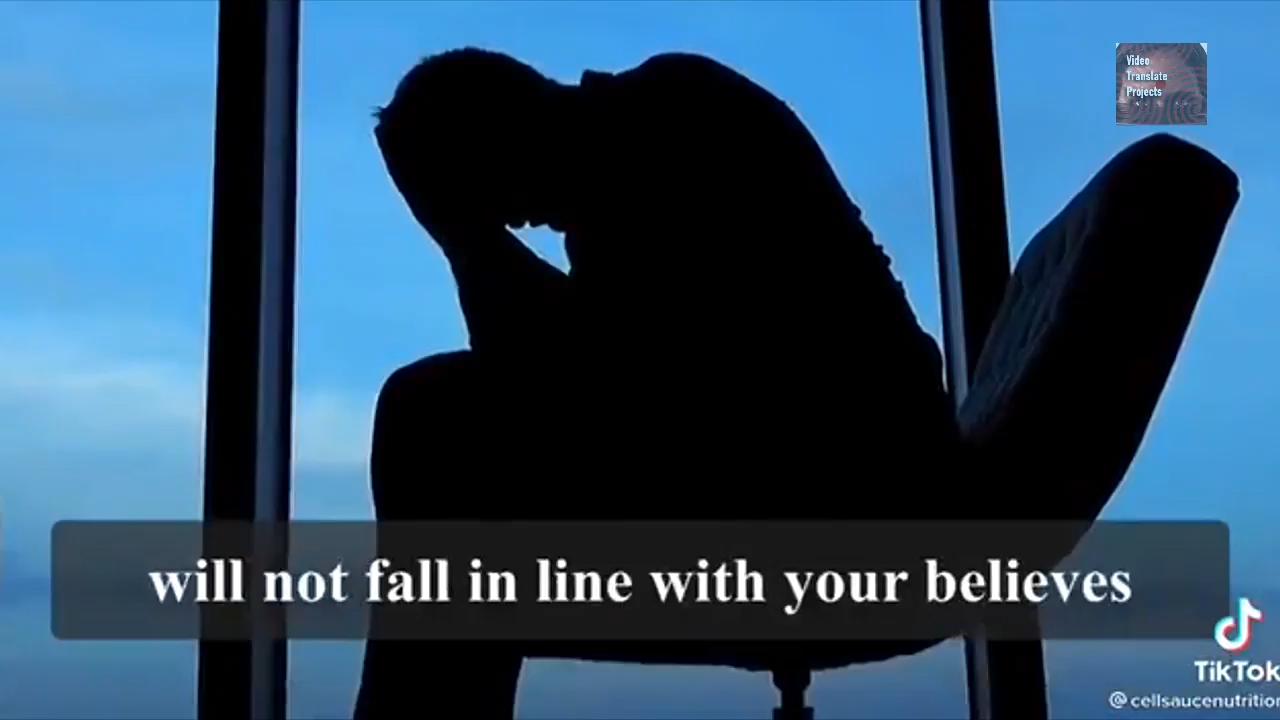 Video
Translate
Projects
will not fall in line with your believes
TikTok
@cellsaucenutrition